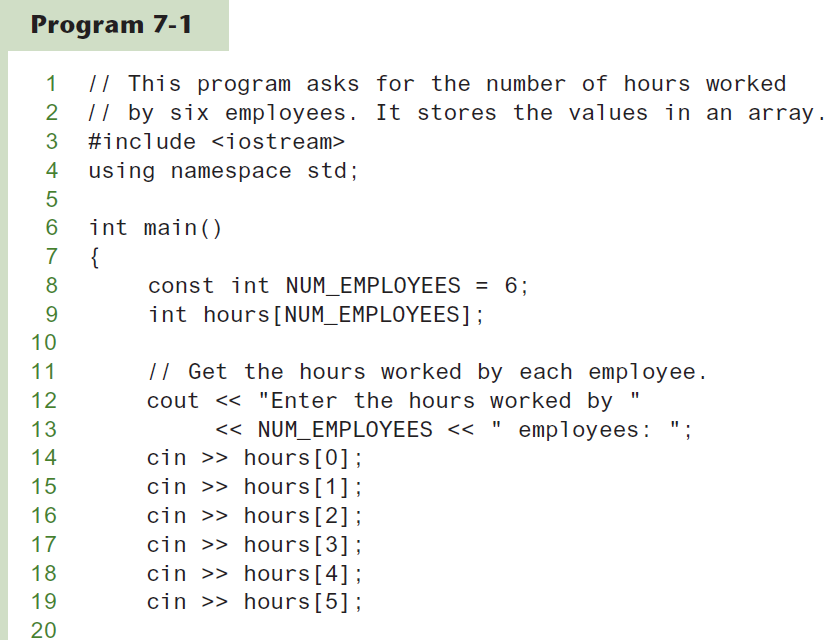 Program 7-1
1 // This program asks for the number of hours worked
2 // by six employees. It stores the values in an array.
3 #include <iostream>
4 using namespace std;
5
6 int main()
7 {
8     const int NUM_EMPLOYEES = 6;
9     int hours[NUM_EMPLOYEES];
10
11     // Get the hours worked by each employee.
12     cout << "Enter the hours worked by "
13          << NUM_EMPLOYEES << " employees: ";
14     cin >> hours[0];
15     cin >> hours[1];
16     cin >> hours[2];
17     cin >> hours[3];
18     cin >> hours[4];
19     cin >> hours[5];
20